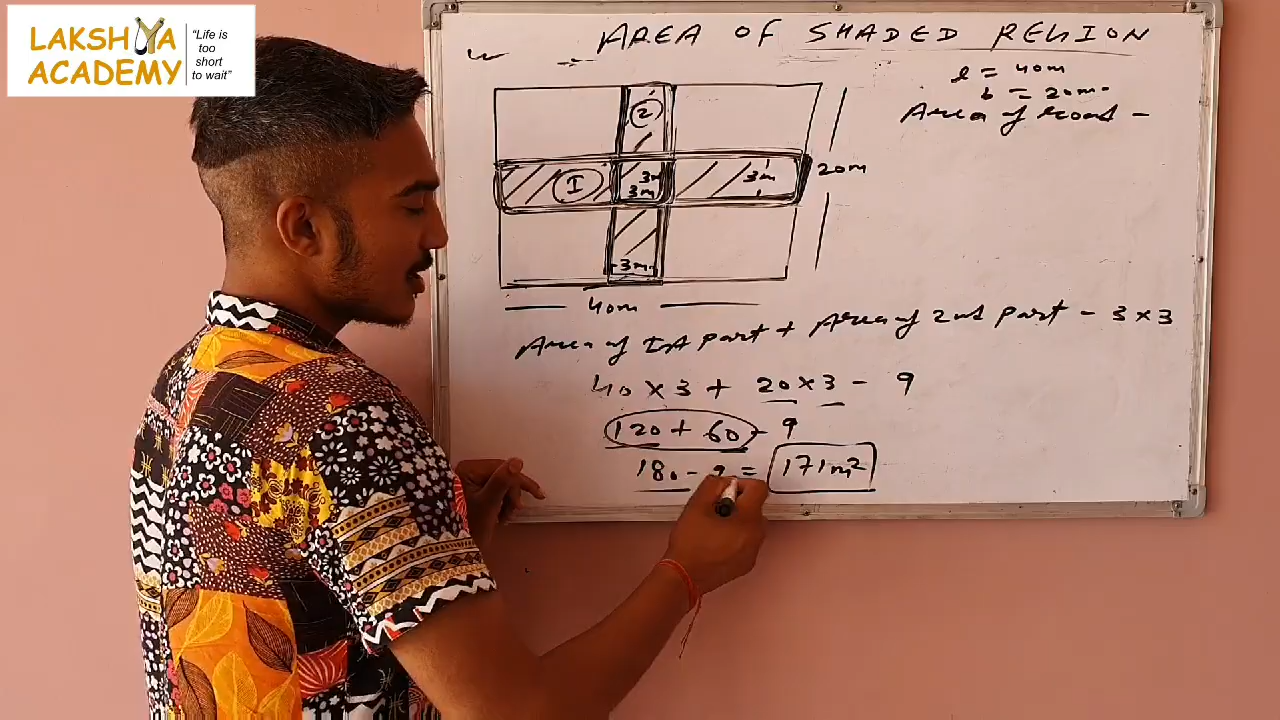 LAKSHYA
ACADEMY
"Life is
too
short
to wait"
AREA OF SHADED REGION
l = 40m
b = 20m
Area of road -
2
I
3m
3m
3m
3m
20m
40m
Area of Ist part + Area of 2nd part - 3 x 3
40 x 3 + 20 x 3 - 9
120 + 60 - 9
180 - 9 = 171m²